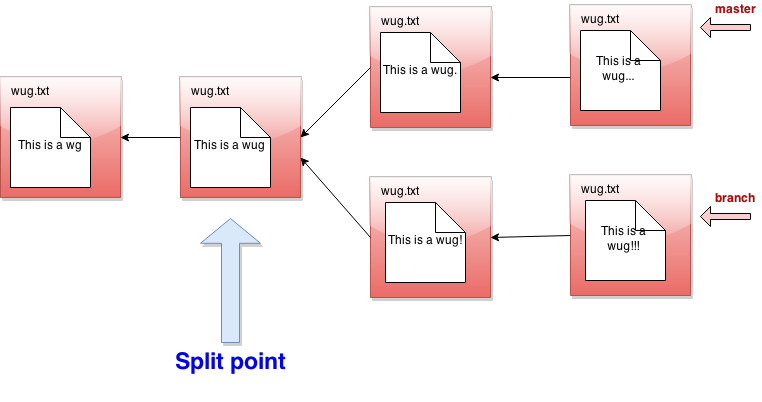 master
wug.txt
This is a wug.
wug.txt
This is a
wug...
wug.txt
This is a wg
wug.txt
This is a wug
branch
wug.txt
This is a wug!
wug.txt
This is a
wug!!!
Split point